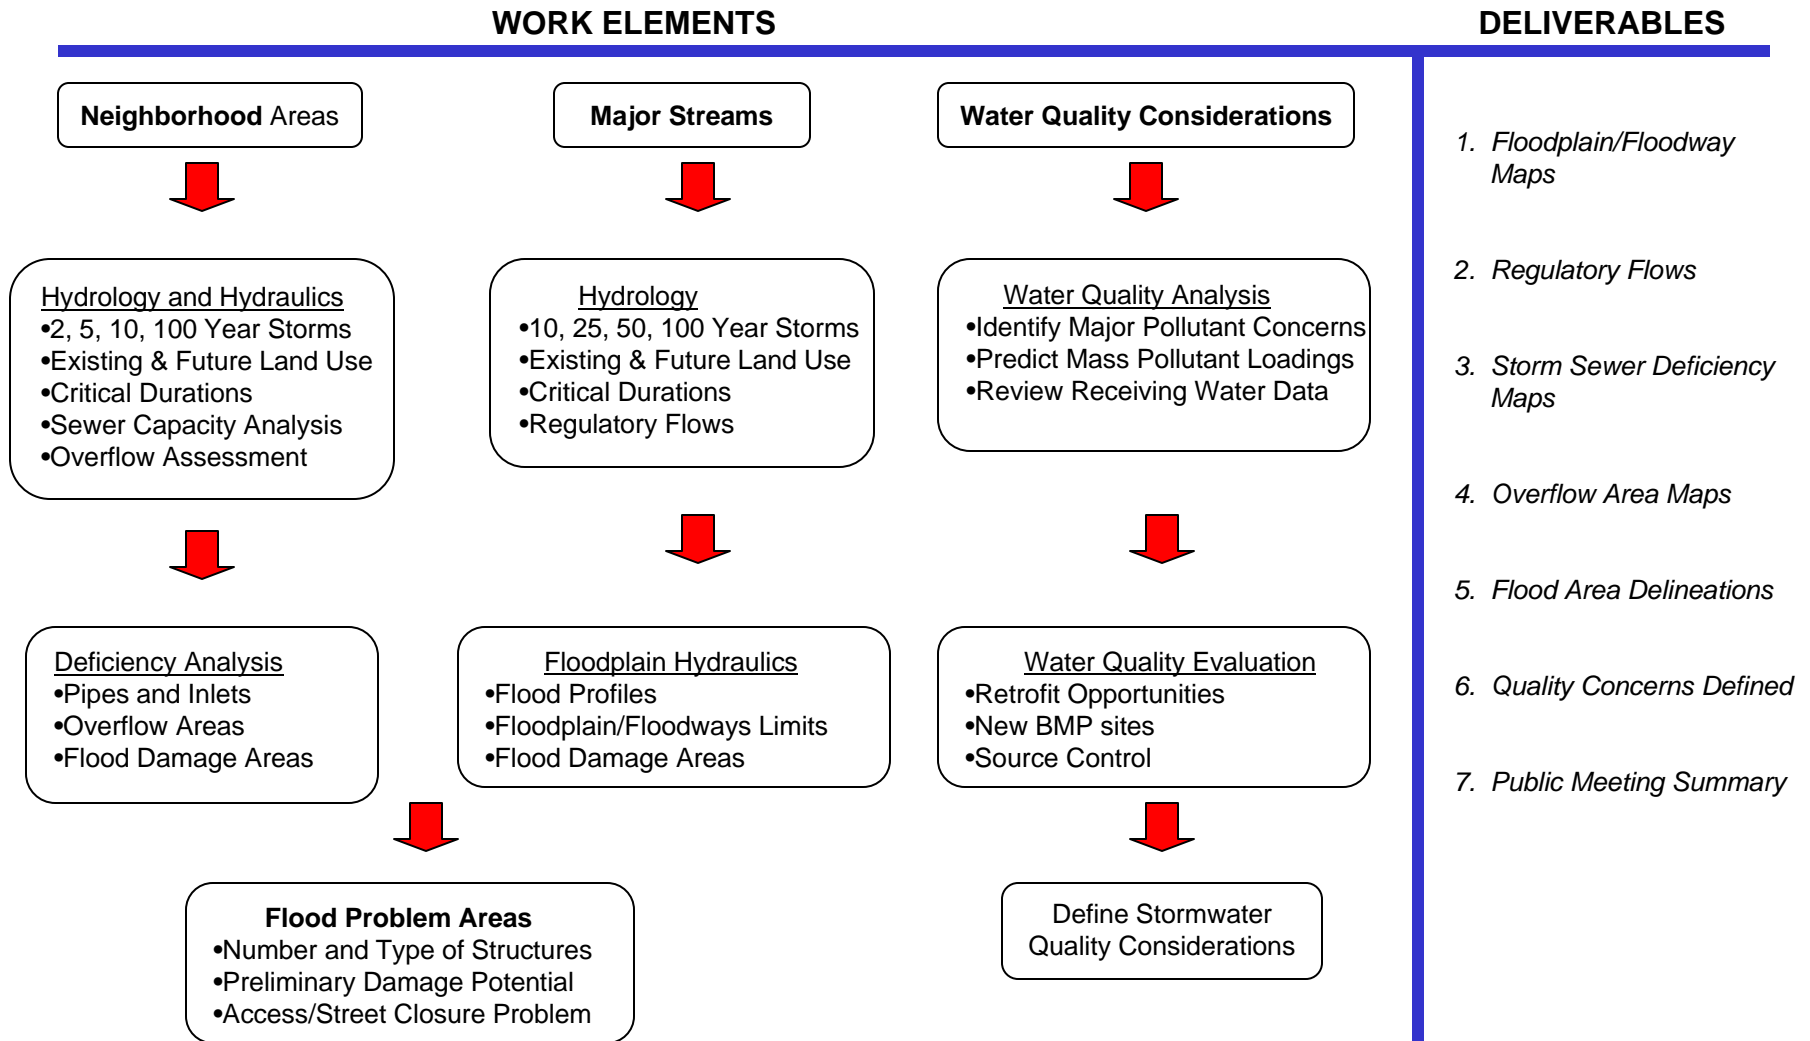 WORK ELEMENTS
DELIVERABLES
Neighborhood Areas
Major Streams
Water Quality Considerations
Hydrology and Hydraulics
•2, 5, 10, 100 Year Storms
•Existing & Future Land Use
•Critical Durations
•Sewer Capacity Analysis
•Overflow Assessment
Hydrology
•10, 25, 50, 100 Year Storms
•Existing & Future Land Use
•Critical Durations
•Regulatory Flows
Water Quality Analysis
•Identify Major Pollutant Concerns
•Predict Mass Pollutant Loadings
•Review Receiving Water Data
Deficiency Analysis
•Pipes and Inlets
•Overflow Areas
•Flood Damage Areas
Floodplain Hydraulics
•Flood Profiles
•Floodplain/Floodways Limits
•Flood Damage Areas
Water Quality Evaluation
•Retrofit Opportunities
•New BMP sites
•Source Control
Flood Problem Areas
•Number and Type of Structures
•Preliminary Damage Potential
•Access/Street Closure Problem
Define Stormwater
Quality Considerations
1. Floodplain/Floodway
Maps
2. Regulatory Flows
3. Storm Sewer Deficiency
Maps
4. Overflow Area Maps
5. Flood Area Delineations
6. Quality Concerns Defined
7. Public Meeting Summary